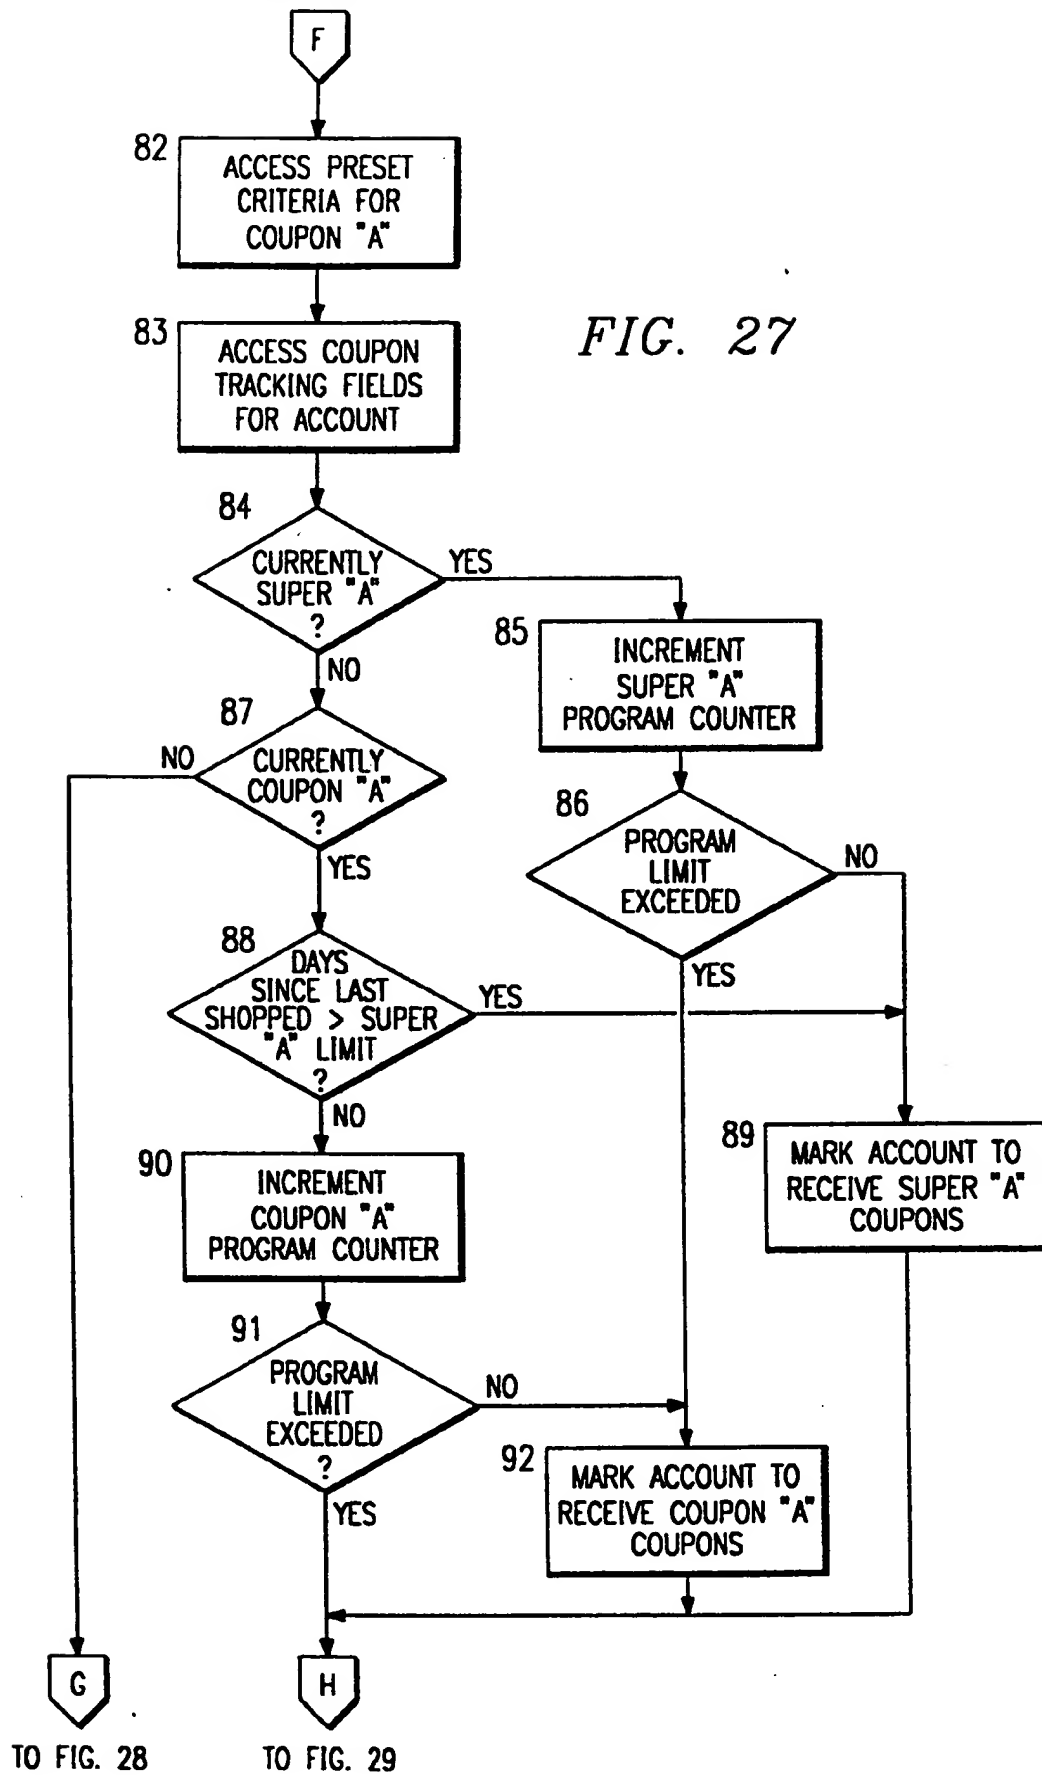 F
82
ACCESS PRESET
CRITERIA FOR
COUPON "A"
FIG. 27
83
ACCESS COUPON
TRACKING FIELDS
FOR ACCOUNT
84
CURRENTLY
SUPER "A"
?
YES
NO
85
INCREMENT
SUPER "A"
PROGRAM COUNTER
87
CURRENTLY
COUPON "A"
?
NO
YES
86
PROGRAM
LIMIT
EXCEEDED
NO
YES
88
DAYS
SINCE LAST
SHOPPED > SUPER
"A" LIMIT
?
YES
NO
89
MARK ACCOUNT TO
RECEIVE SUPER "A"
COUPONS
90
INCREMENT
COUPON "A"
PROGRAM COUNTER
91
PROGRAM
LIMIT
EXCEEDED
?
NO
YES
92
MARK ACCOUNT TO
RECEIVE COUPON "A"
COUPONS
G
H
TO FIG. 28
TO FIG. 29